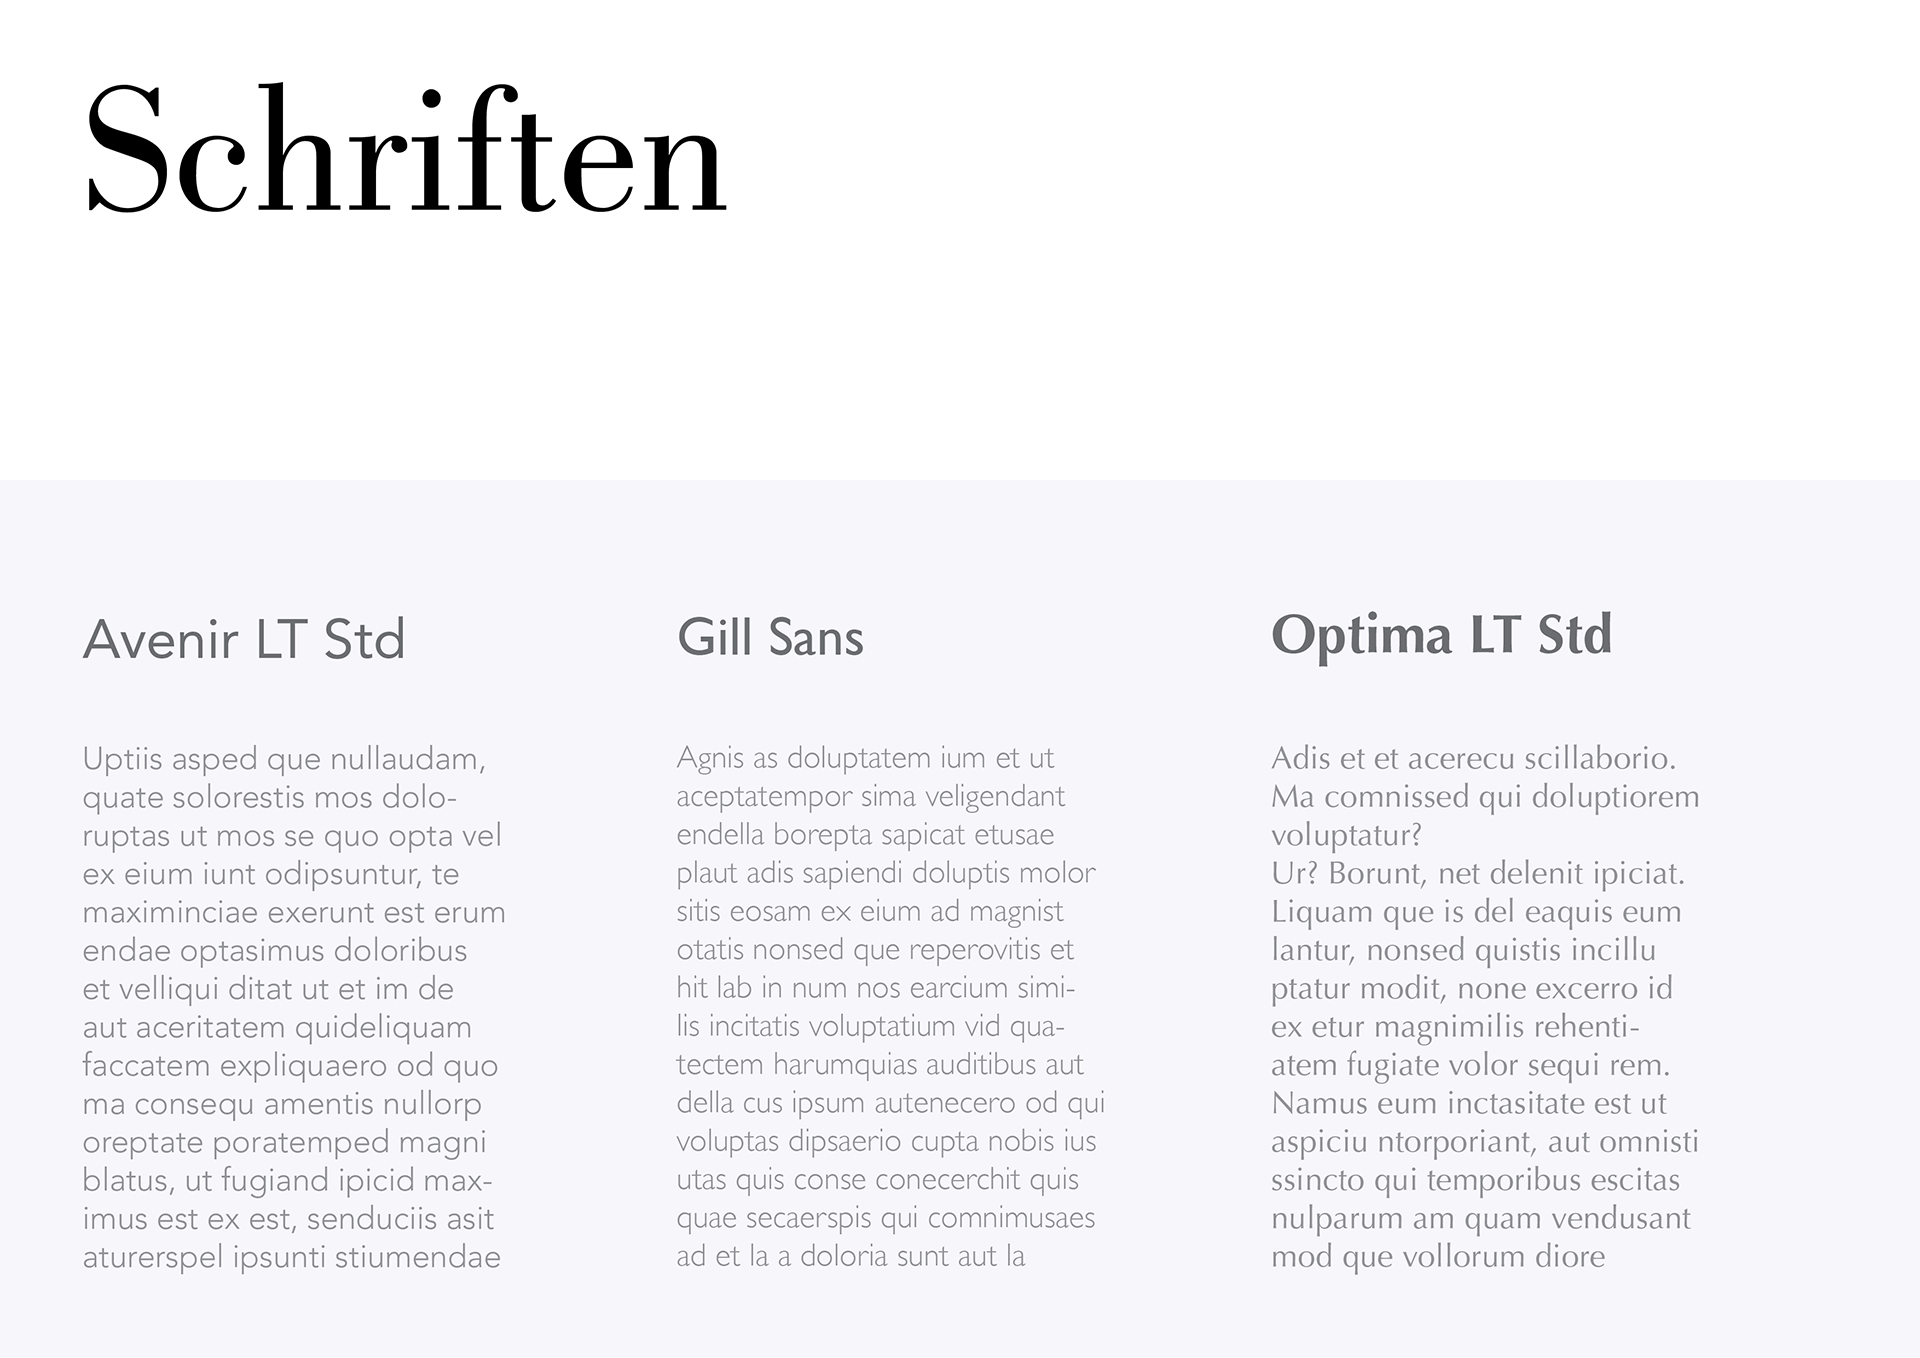 Schriften
Avenir LT Std
Uptiis asped que nullaudam,
quate solorestis mos dolo-
ruptas ut mos se quo opta vel
ex eium iunt odipsuntur, te
maximinciae exerunt est erum
endae optasimus doloribus
et velliqui ditat ut et im de
aut aceritatem quideliquam
faccatem expliquaero od quo
ma consequ amentis nullorp
oreptate poratemped magni
blatus, ut fugiand ipicid max-
imus est ex est, senduciis asit
aturerspel ipsunti stiumendae
Gill Sans
Agnis as doluptatem ium et ut
aceptatempor sima veligendant
endella borepta sapicat etusae
plaut adis sapiendi doluptis molor
sitis eosam ex eium ad magnist
otatis nonsed que reperovitis et
hit lab in num nos earcium simi-
lis incitatis voluptatium vid qua-
tectem harumquias auditibus aut
della cus ipsum autenecero od qui
voluptas dipsaerio cupta nobis ius
utas quis conse conecerchit quis
quae secaerspis qui comnimusaes
ad et la a doloria sunt aut la
Optima LT Std
Adis et et acerecu scillaborio.
Ma comnissed qui doluptiorem
voluptatur?
Ur? Borunt, net delenit ipiciat.
Liquam que is del eaquis eum
lantur, nonsed quistis incillu
ptatur modit, none excerro id
ex etur magnimilis rehenti-
atem fugiate volor sequi rem.
Namus eum inctasitate est ut
aspiciu ntorporiant, aut omnisti
ssincto qui temporibus escitas
nulparum am quam vendusant
mod que vollorum diore